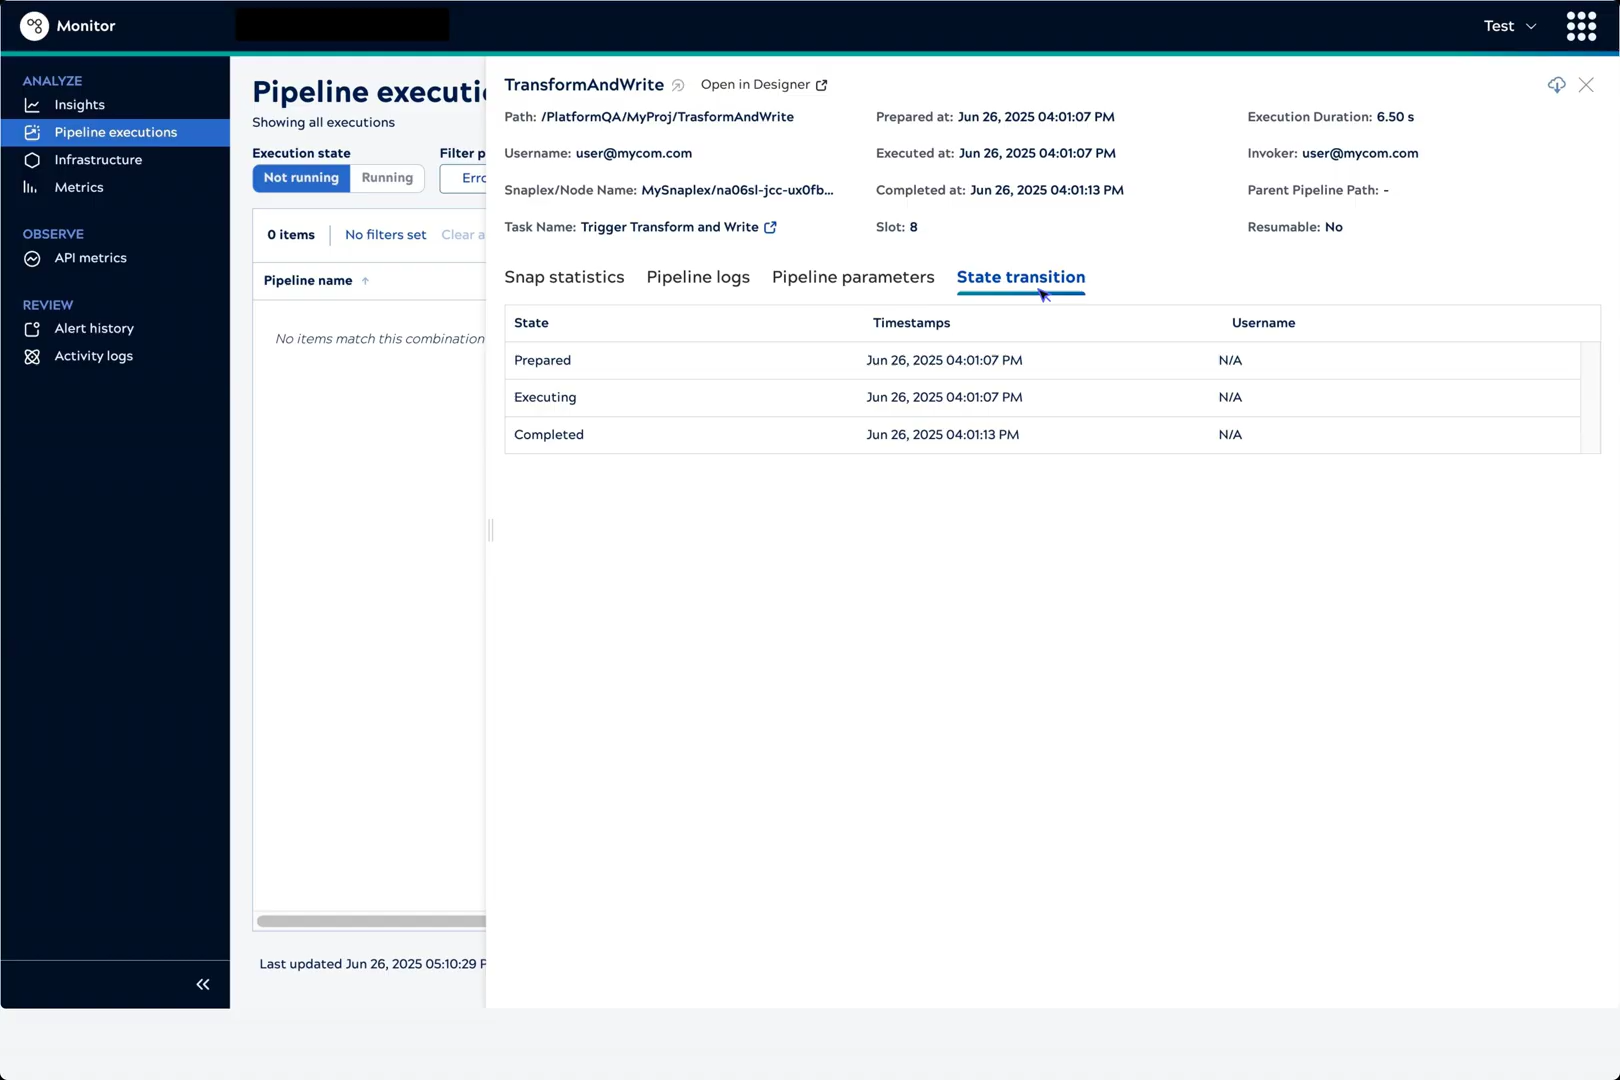 Monitor
Test
ANALYZE
Insights
Pipeline executions
Infrastructure
Metrics
OBSERVE
API metrics
REVIEW
Alert history
Activity logs
Pipeline executi
Showing all executions
Execution state
Filter p
Not running
Running
Erro
0 items
No filters set
Clear a
Pipeline name
No items match this combination
Last updated Jun 26, 2025 05:10:29 P
TransformAndWrite
Open in Designer
Path: /PlatformQA/MyProj/TrasformAndWrite
Prepared at: Jun 26, 2025 04:01:07 PM
Execution Duration: 6.50 s
Username: user@mycom.com
Executed at: Jun 26, 2025 04:01:07 PM
Invoker: user@mycom.com
Snaplex/Node Name: MySnaplex/na06sl-jcc-ux0fb...
Completed at: Jun 26, 2025 04:01:13 PM
Parent Pipeline Path: -
Task Name: Trigger Transform and Write
Slot: 8
Resumable: No
Snap statistics
Pipeline logs
Pipeline parameters
State transition
State Timestamps Username
Prepared Jun 26, 2025 04:01:07 PM N/A
Executing Jun 26, 2025 04:01:07 PM N/A
Completed Jun 26, 2025 04:01:13 PM N/A